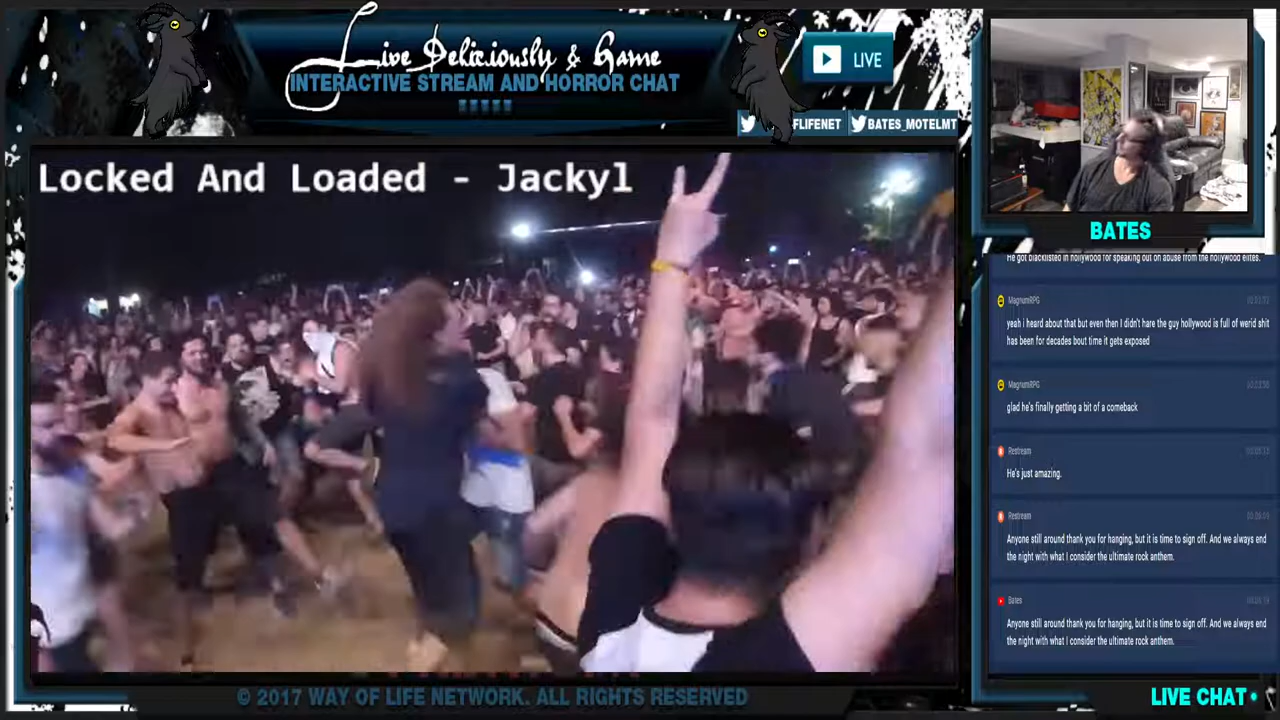 Live Deliciously & Game
INTERACTIVE STREAM AND HORROR CHAT
LIVE
FLIFENET
BATES_MOTELMT
Locked And Loaded - Jackyl
BATES
He got blacklisted in hollywood for speaking out on abuse from the hollywood elites.
MagnumRPG
yeah i heard about that but even then I didn't hare the guy hollywood is full of werid shit
has been for decades bout time it gets exposed
MagnumRPG
glad he's finally getting a bit of a comeback
Restream
He's just amazing.
Restream
Anyone still around thank you for hanging, but it is time to sign off. And we always end
the night with what I consider the ultimate rock anthem.
Bates
Anyone still around thank you for hanging, but it is time to sign off. And we always end
the night with what I consider the ultimate rock anthem.
© 2017 WAY OF LIFE NETWORK. ALL RIGHTS RESERVED
LIVE CHAT